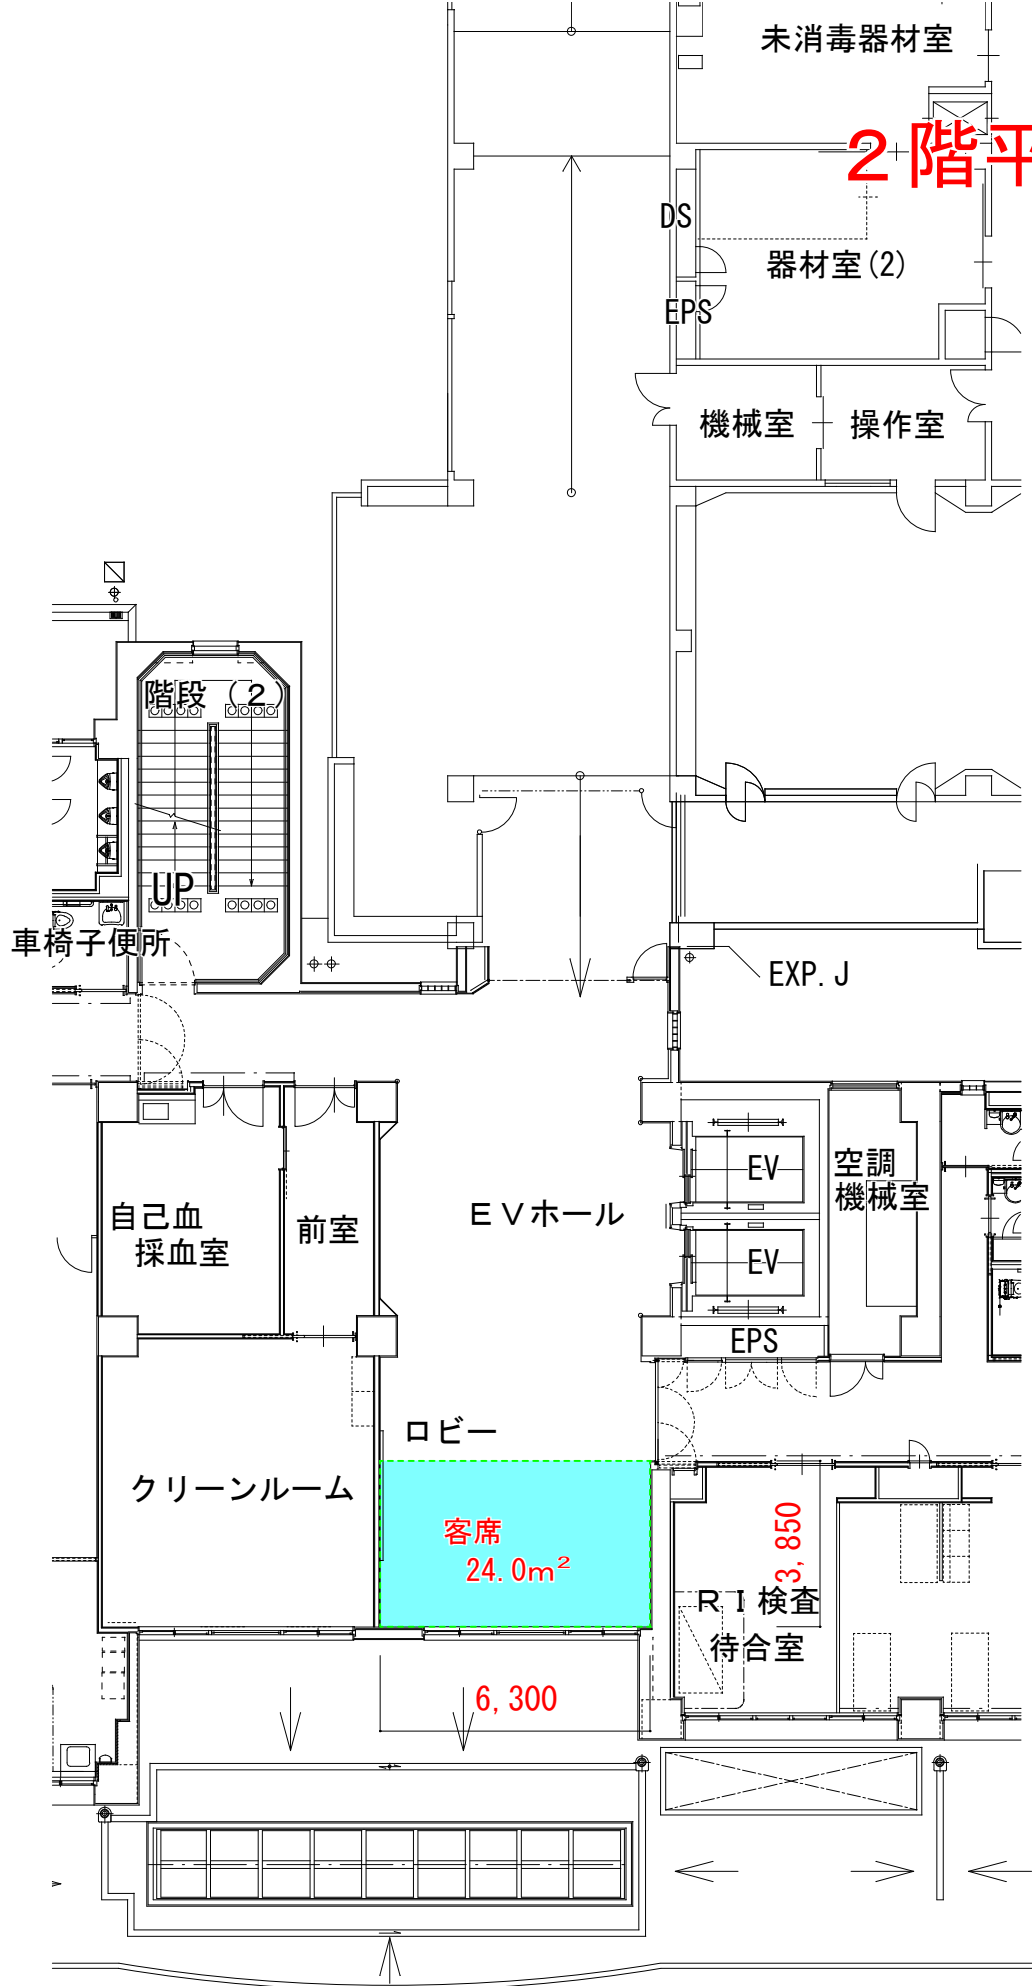 未消毒器材室
２階平
DS
器材室(2)
EPS
機械室
操作室
階段（２）
UP
車椅子便所
EXP.J
自己血
採血室
前室
ＥＶホール
EV
空調
機械室
EV
EPS
ロビー
クリーンルーム
客席
24.0m²
3,850
ＲＩ検査
待合室
6,300